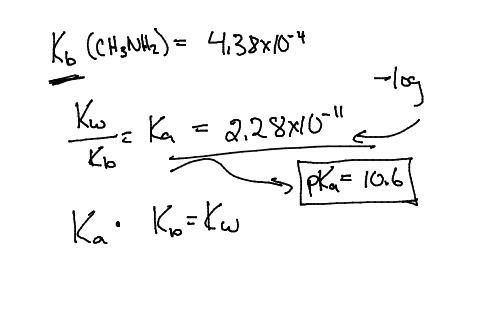 Kb (CH3NH2) = 4.38x10^-4
-log
Kw/Kb = Ka = 2.28x10^-11
pKa = 10.6
Ka · Kb = Kw